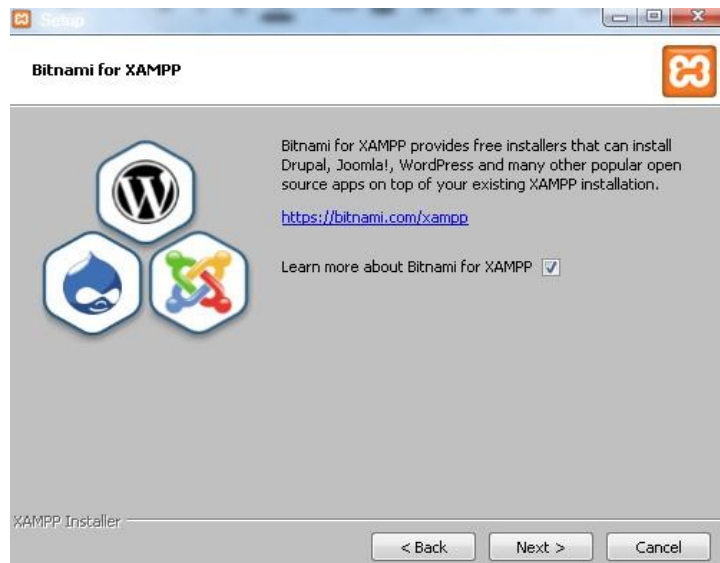 Setup
Bitnami for XAMPP
Bitnami for XAMPP provides free installers that can install
Drupal, Joomla!, WordPress and many other popular open
source apps on top of your existing XAMPP installation.
https://bitnami.com/xampp
Learn more about Bitnami for XAMPP
XAMPP Installer
< Back Next > Cancel